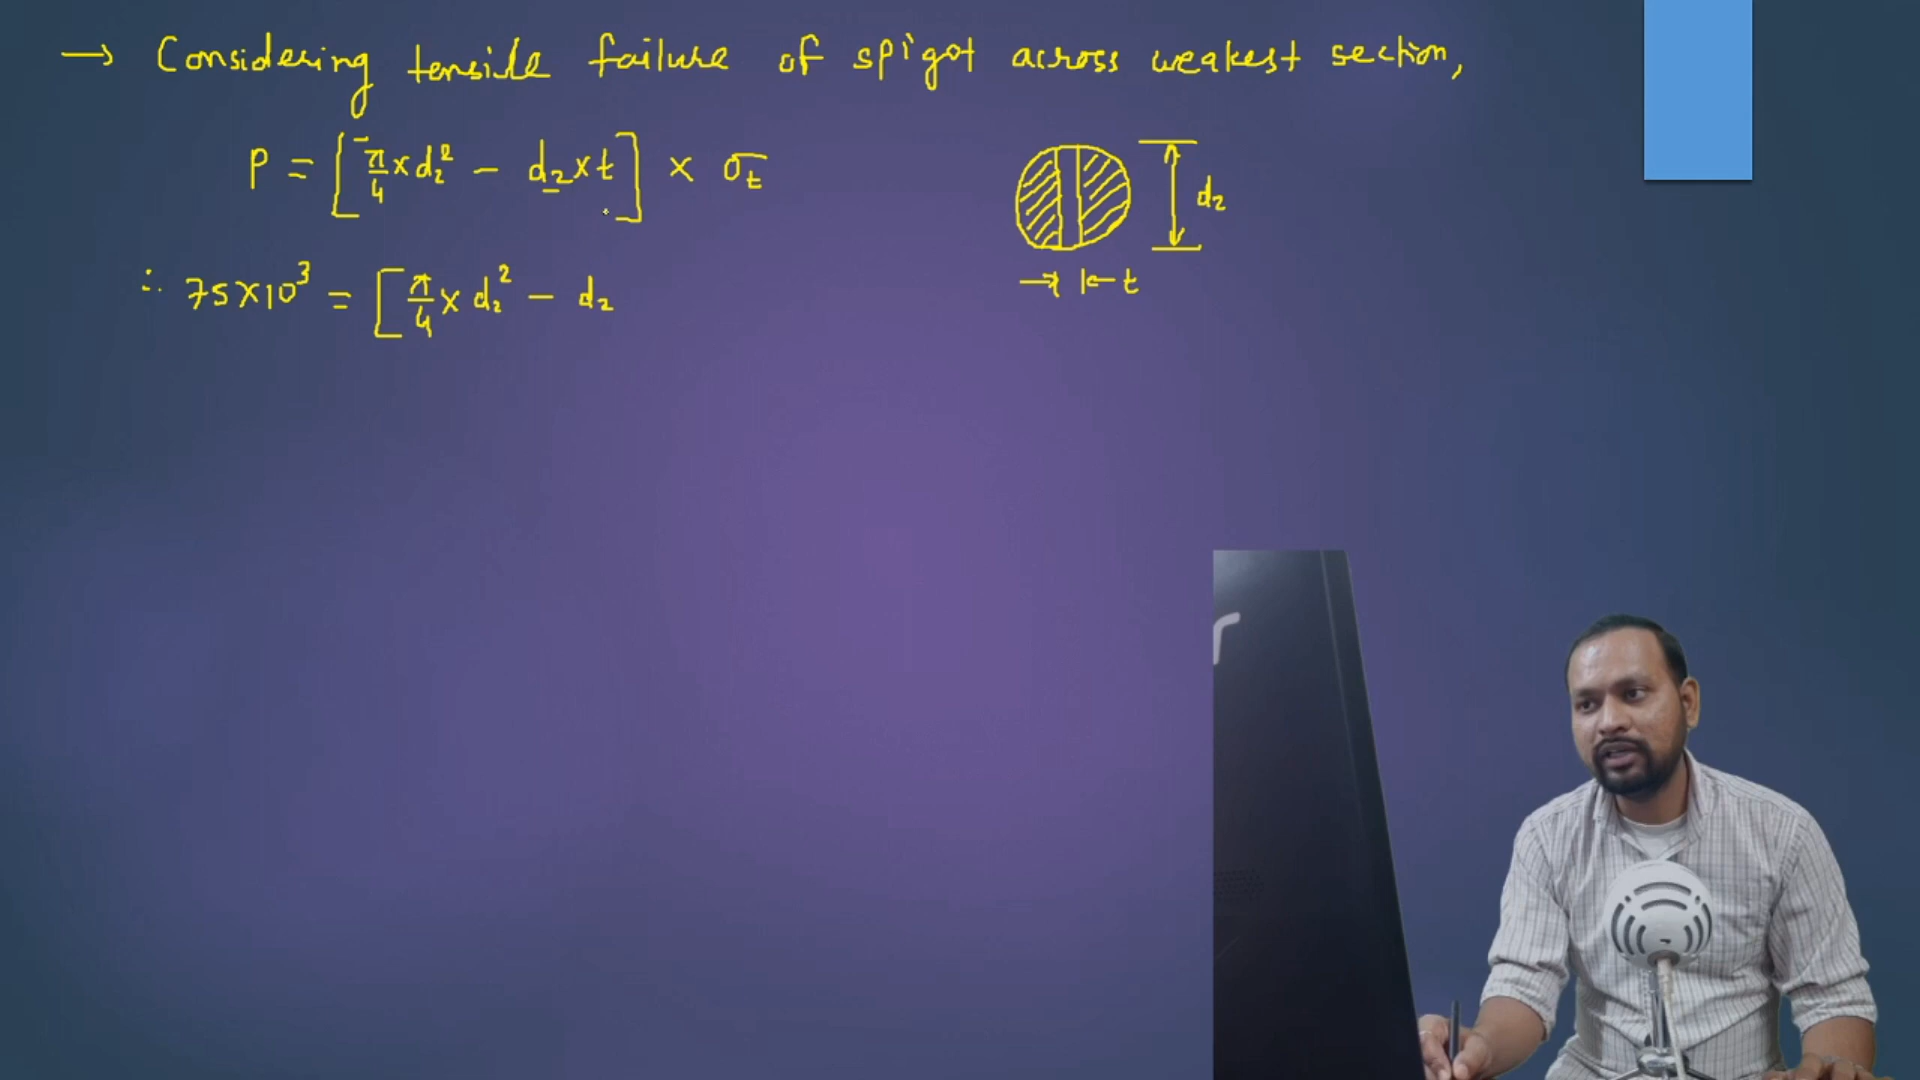 → Considering tensile failure of spigot across weakest section,
P = [π/4 × d₂² − d₂ × t] × σt
d₂
t
∴ 75×10³ = [π/4 × d₂² − d₂
r